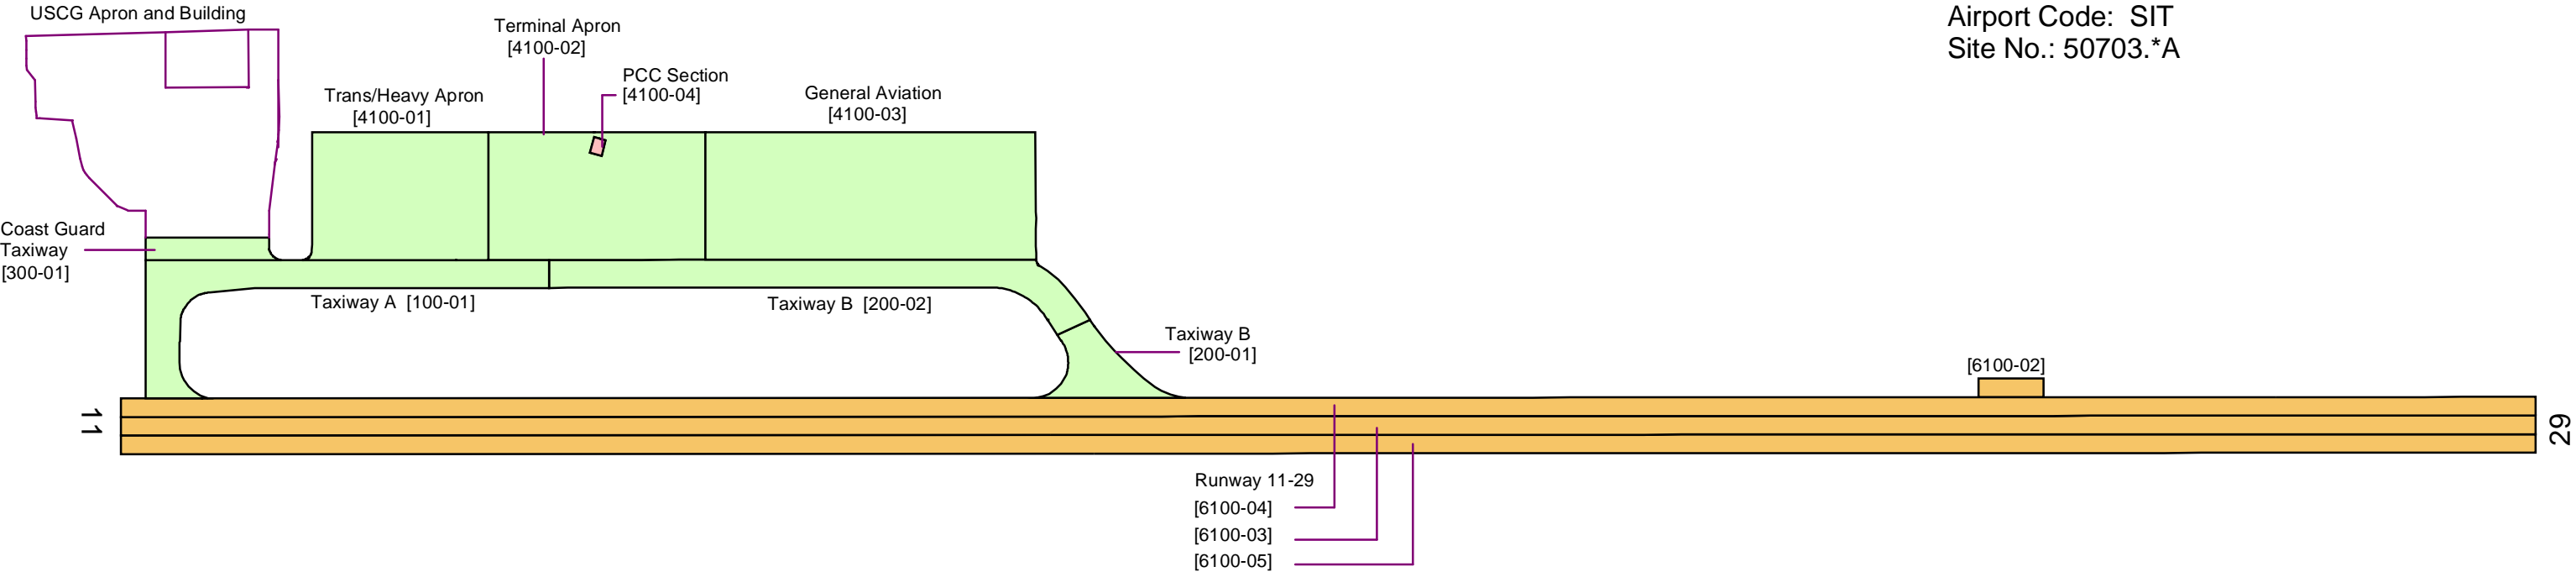 USCG Apron and Building
Airport Code: SIT
Site No.: 50703.*A
Terminal Apron
[4100-02]
PCC Section
[4100-04]
Trans/Heavy Apron
[4100-01]
General Aviation
[4100-03]
Coast Guard
Taxiway
[300-01]
Taxiway A [100-01]
Taxiway B [200-02]
Taxiway B
[200-01]
[6100-02]
11
29
Runway 11-29
[6100-04]
[6100-03]
[6100-05]